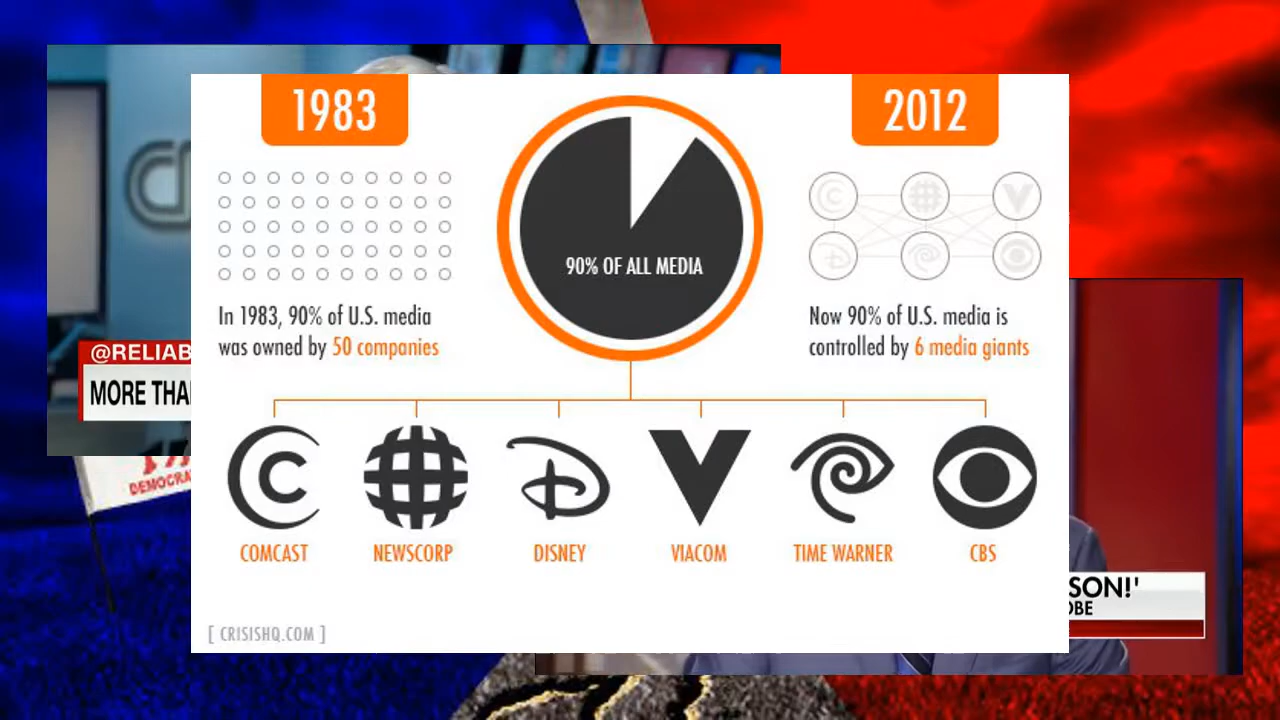 1983
2012
90% OF ALL MEDIA
In 1983, 90% of U.S. media
was owned by 50 companies
Now 90% of U.S. media is
controlled by 6 media giants
COMCAST
NEWSCORP
DISNEY
VIACOM
TIME WARNER
CBS
[ CRISISHQ.COM ]
@RELIAB
MORE THA
DEMOCRA
SON!'
OBE